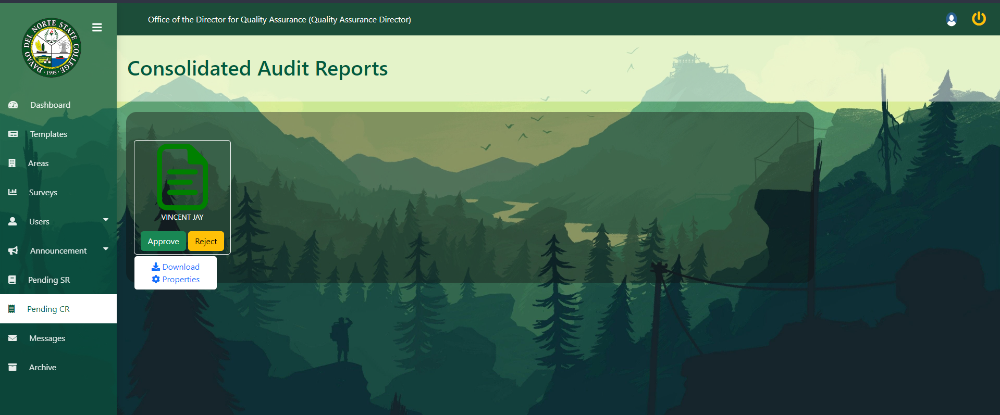 DAVAO DEL NORTE STATE COLLEGE
· 1995 ·
Office of the Director for Quality Assurance (Quality Assurance Director)
Consolidated Audit Reports
Dashboard
Templates
Areas
Surveys
Users
Announcement
Pending SR
Pending CR
Messages
Archive
VINCENT JAY
Approve Reject
Download
Properties